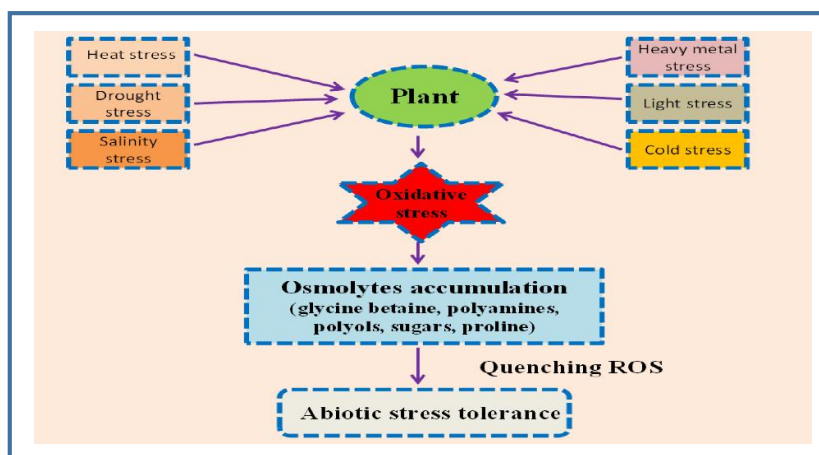 Heat stress
Drought
stress
Salinity
stress
Plant
Heavy metal
stress
Light stress
Cold stress
Oxidative
stress
Osmolytes accumulation
(glycine betaine, polyamines,
polyols, sugars, proline)
Quenching ROS
Abiotic stress tolerance